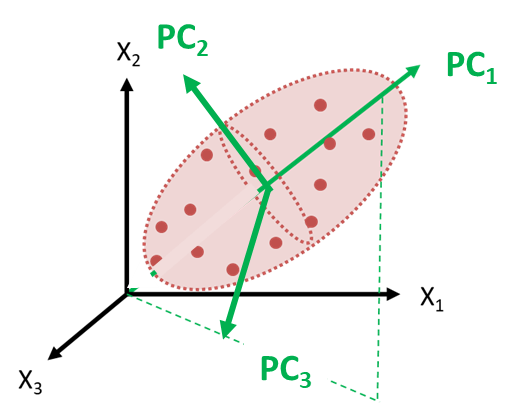 PC₂
X₂
PC₁
X₁
PC₃
X₃